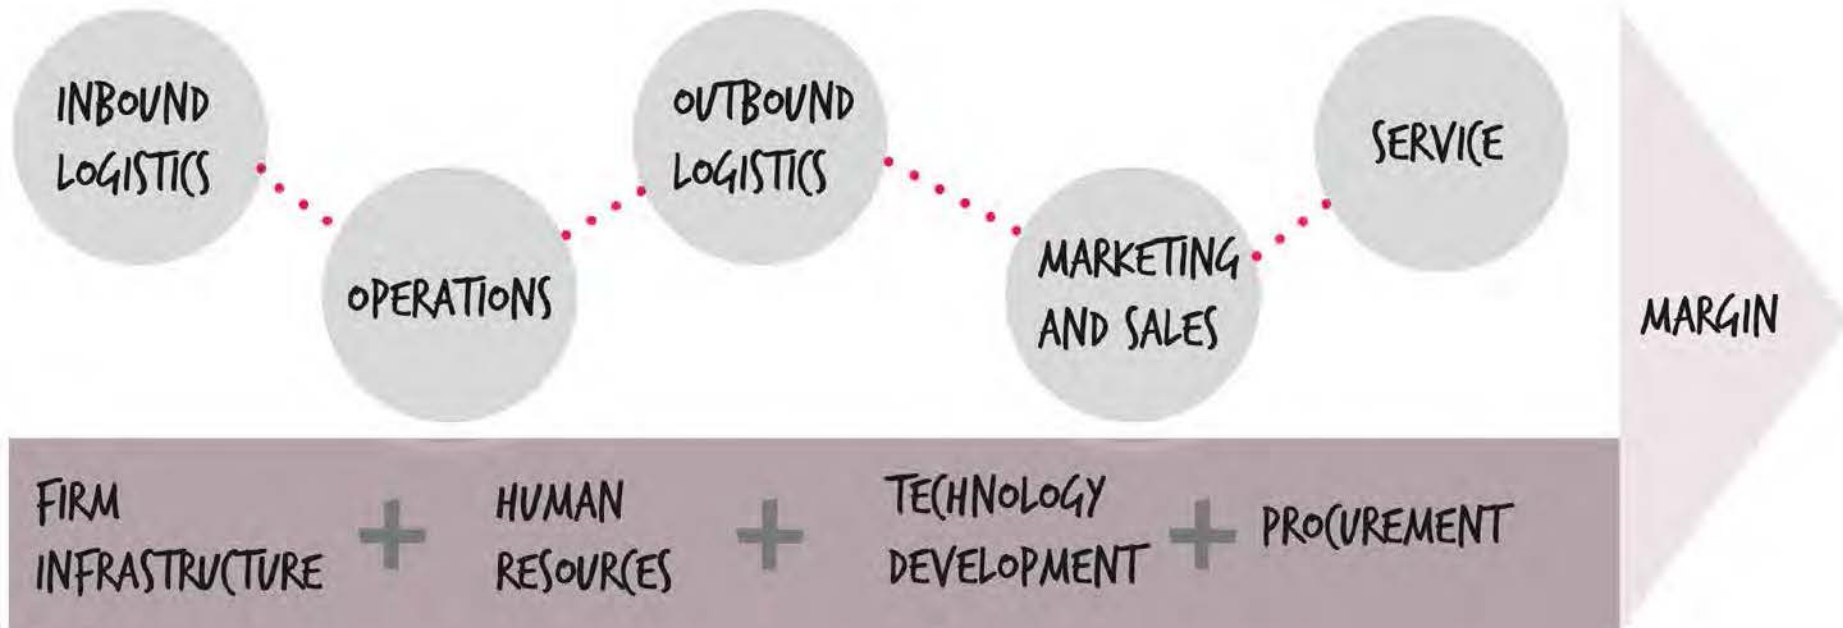 INBOUND
LOGISTICS
OPERATIONS
OUTBOUND
LOGISTICS
MARKETING
AND SALES
SERVICE
MARGIN
FIRM
INFRASTRUCTURE
+
HUMAN
RESOURCES
+
TECHNOLOGY
DEVELOPMENT
+
PROCUREMENT